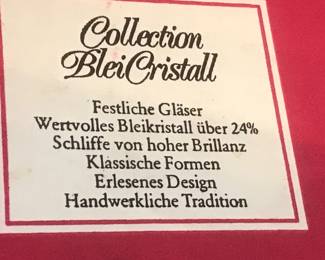 Collection
BleiCristall
Festliche Gläser
Wertvolles Bleikristall über 24%
Schliffe von hoher Brillanz
Klassische Formen
Erlesenes Design
Handwerkliche Tradition